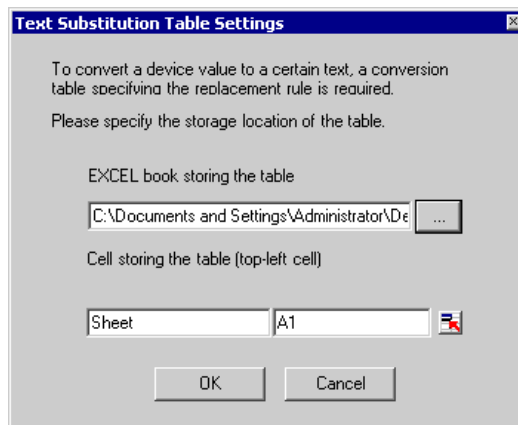 Text Substitution Table Settings
To convert a device value to a certain text, a conversion
table specifying the replacement rule is required.
Please specify the storage location of the table.
EXCEL book storing the table
C:\Documents and Settings\Administrator\De
...
Cell storing the table (top-left cell)
Sheet A1
OK Cancel